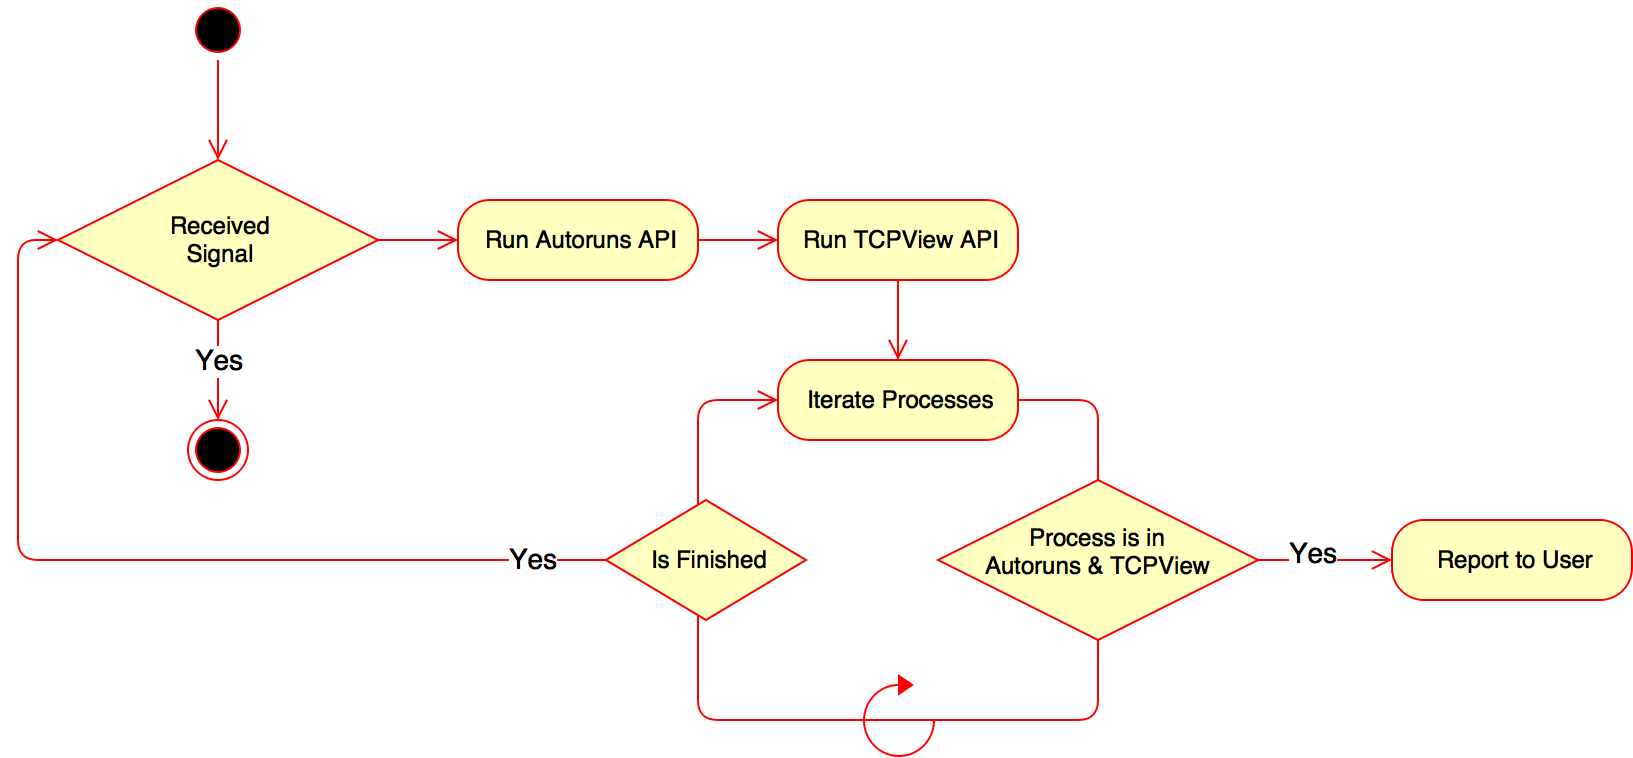 Received
Signal
Run Autoruns API
Run TCPView API
Yes
Iterate Processes
Yes
Is Finished
Process is in
Autoruns & TCPView
Yes
Report to User